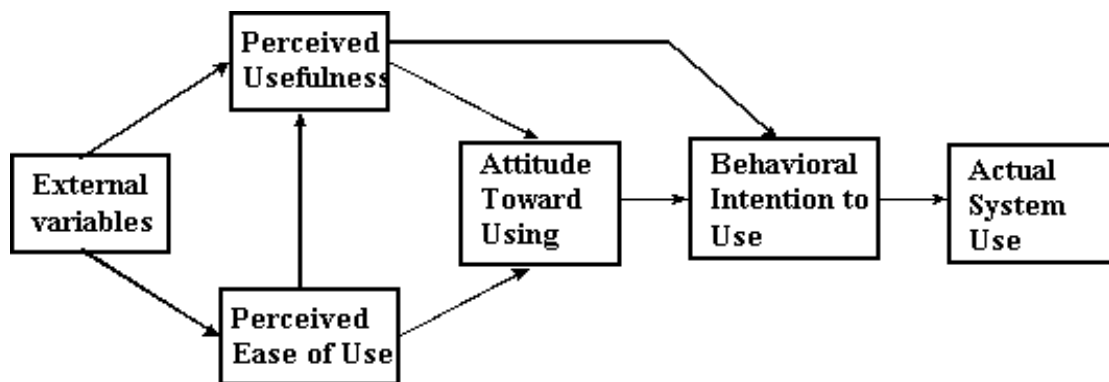 Perceived
Usefulness
External
variables
Perceived
Ease of Use
Attitude
Toward
Using
Behavioral
Intention to
Use
Actual
System
Use